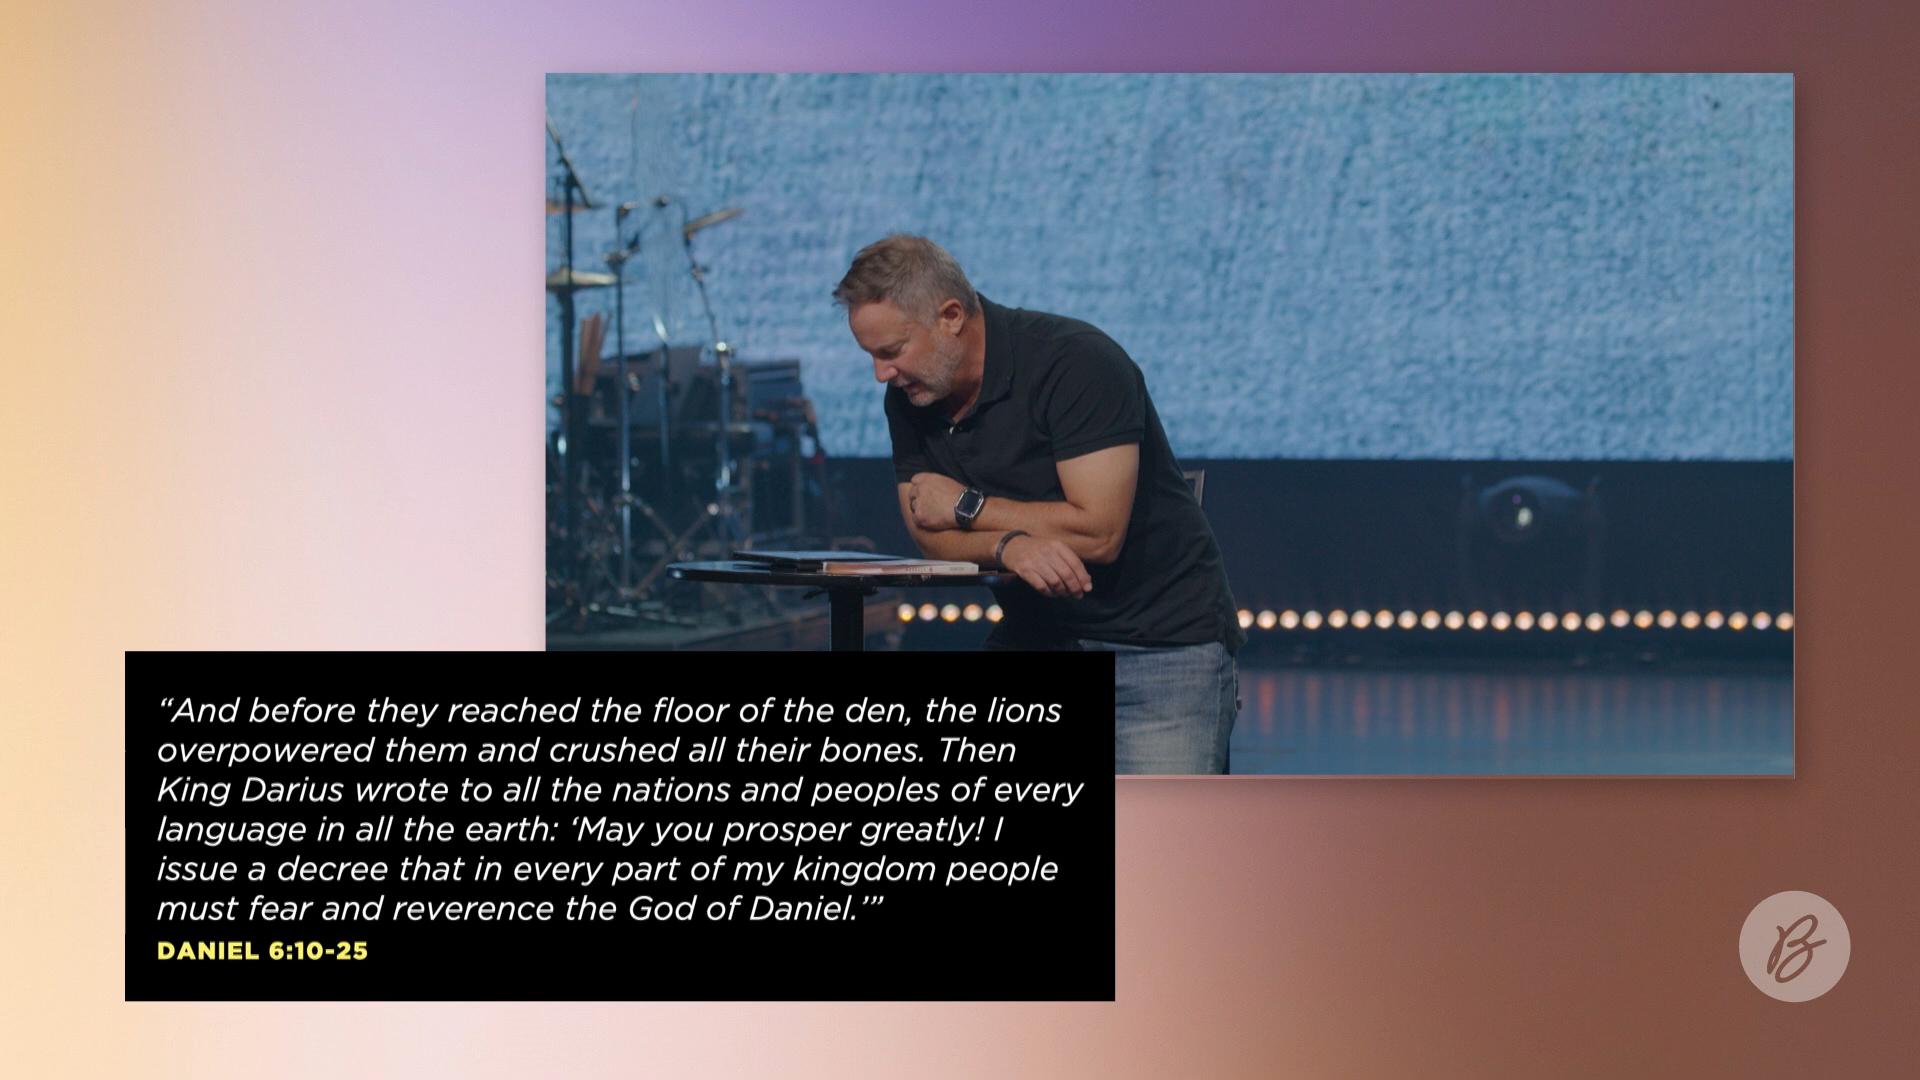 “And before they reached the floor of the den, the lions
overpowered them and crushed all their bones. Then
King Darius wrote to all the nations and peoples of every
language in all the earth: ‘May you prosper greatly! I
issue a decree that in every part of my kingdom people
must fear and reverence the God of Daniel.’”
DANIEL 6:10-25
B